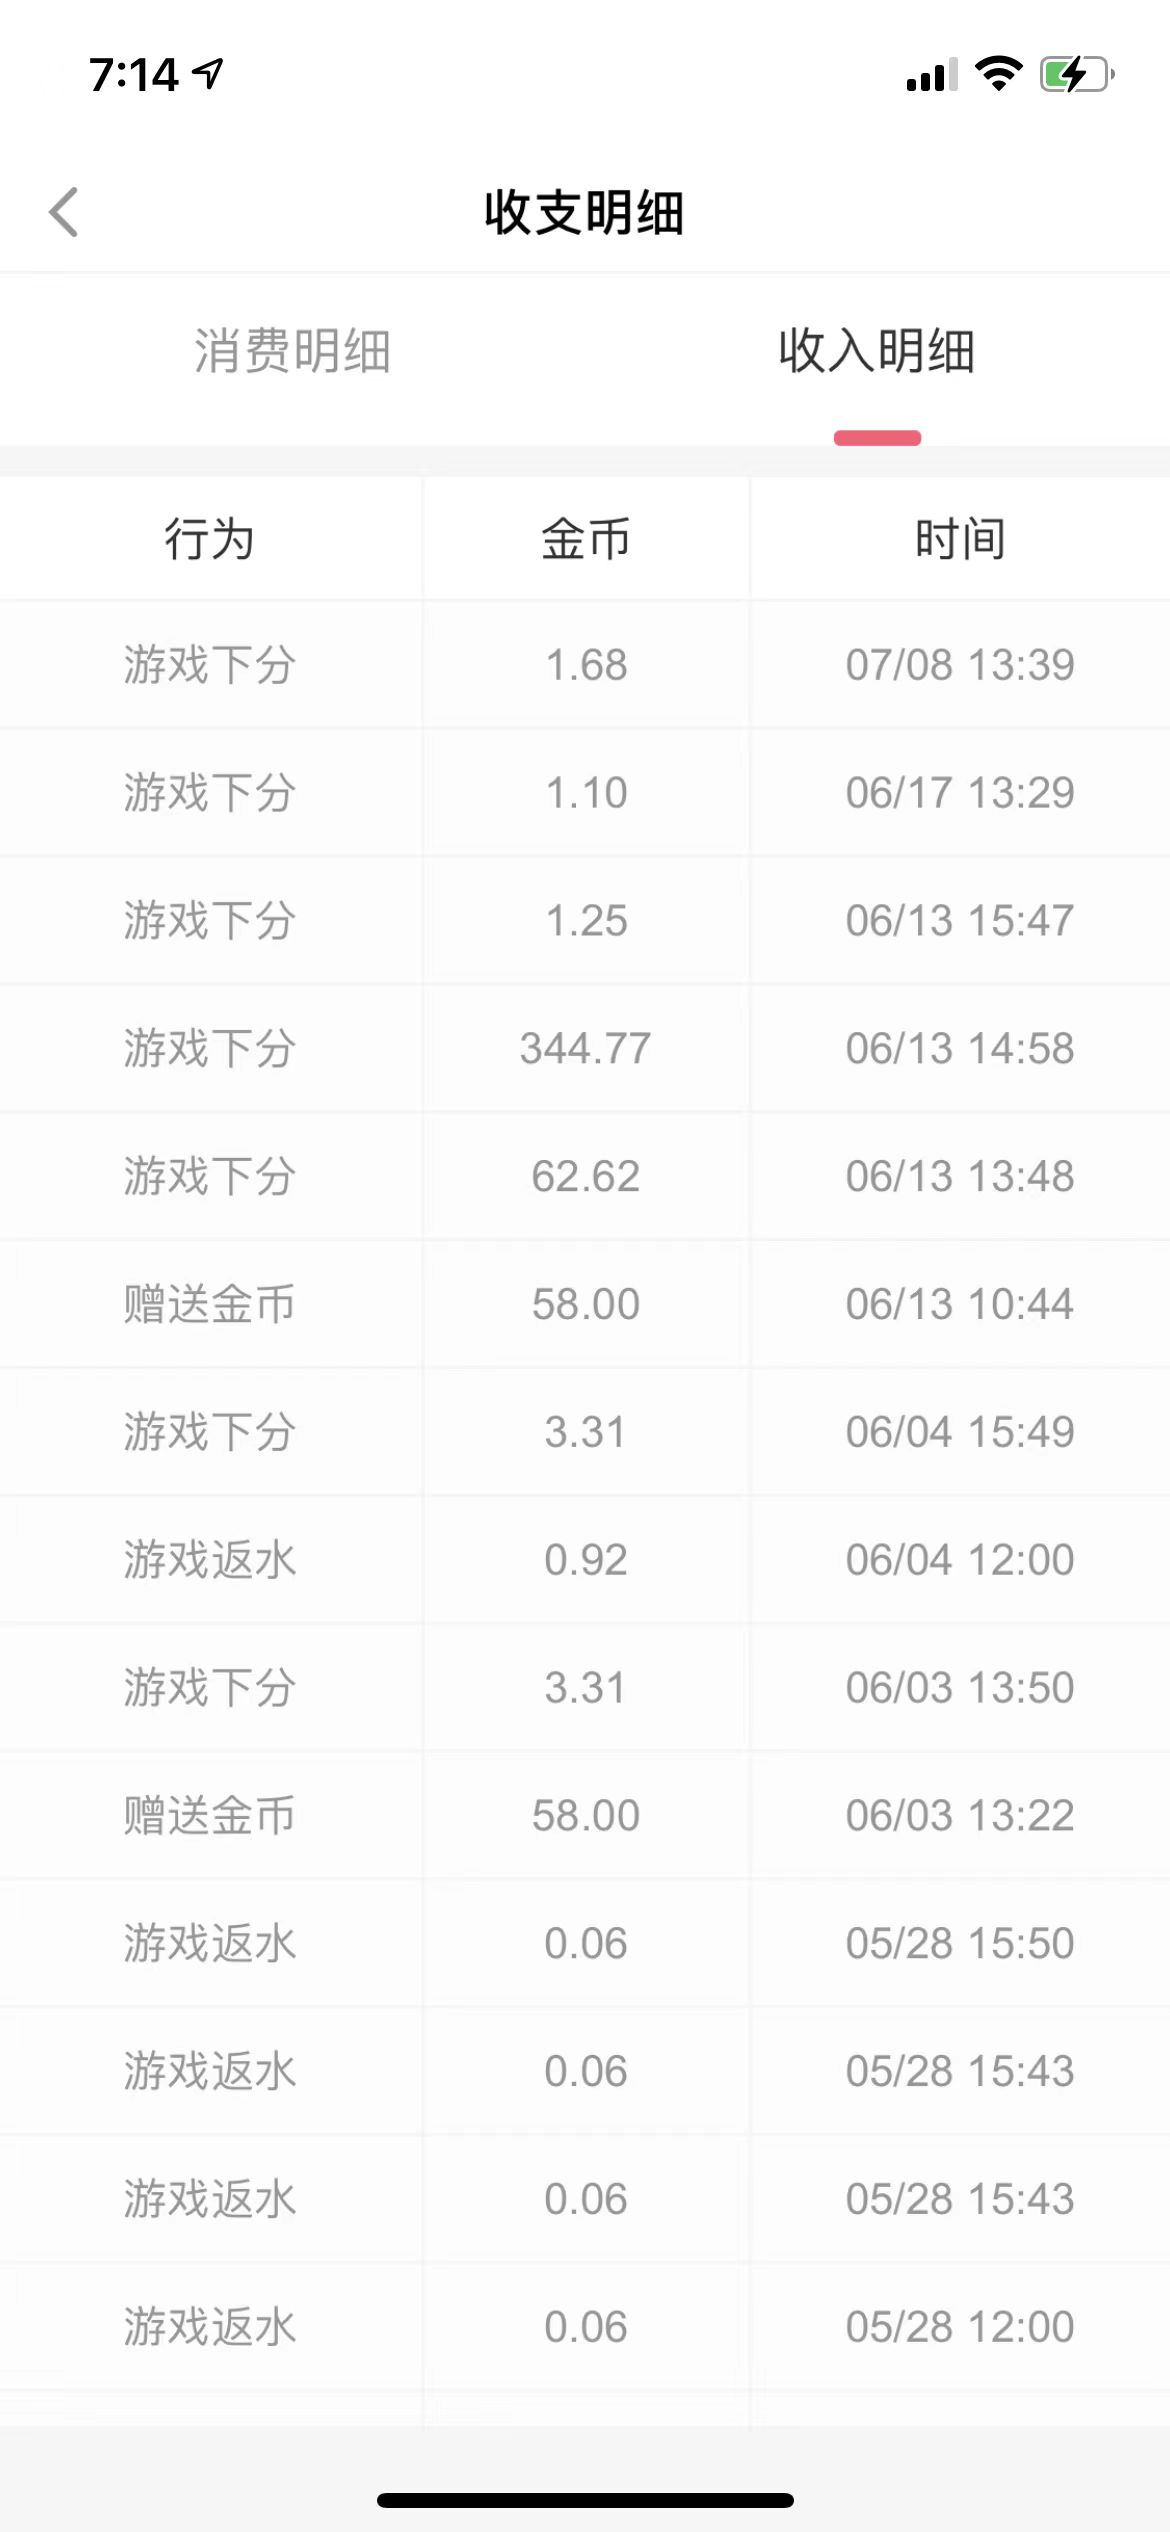 7:14
收支明细
消费明细 收入明细
行为 金币 时间
游戏下分 1.68 07/08 13:39
游戏下分 1.10 06/17 13:29
游戏下分 1.25 06/13 15:47
游戏下分 344.77 06/13 14:58
游戏下分 62.62 06/13 13:48
赠送金币 58.00 06/13 10:44
游戏下分 3.31 06/04 15:49
游戏返水 0.92 06/04 12:00
游戏下分 3.31 06/03 13:50
赠送金币 58.00 06/03 13:22
游戏返水 0.06 05/28 15:50
游戏返水 0.06 05/28 15:43
游戏返水 0.06 05/28 15:43
游戏返水 0.06 05/28 12:00